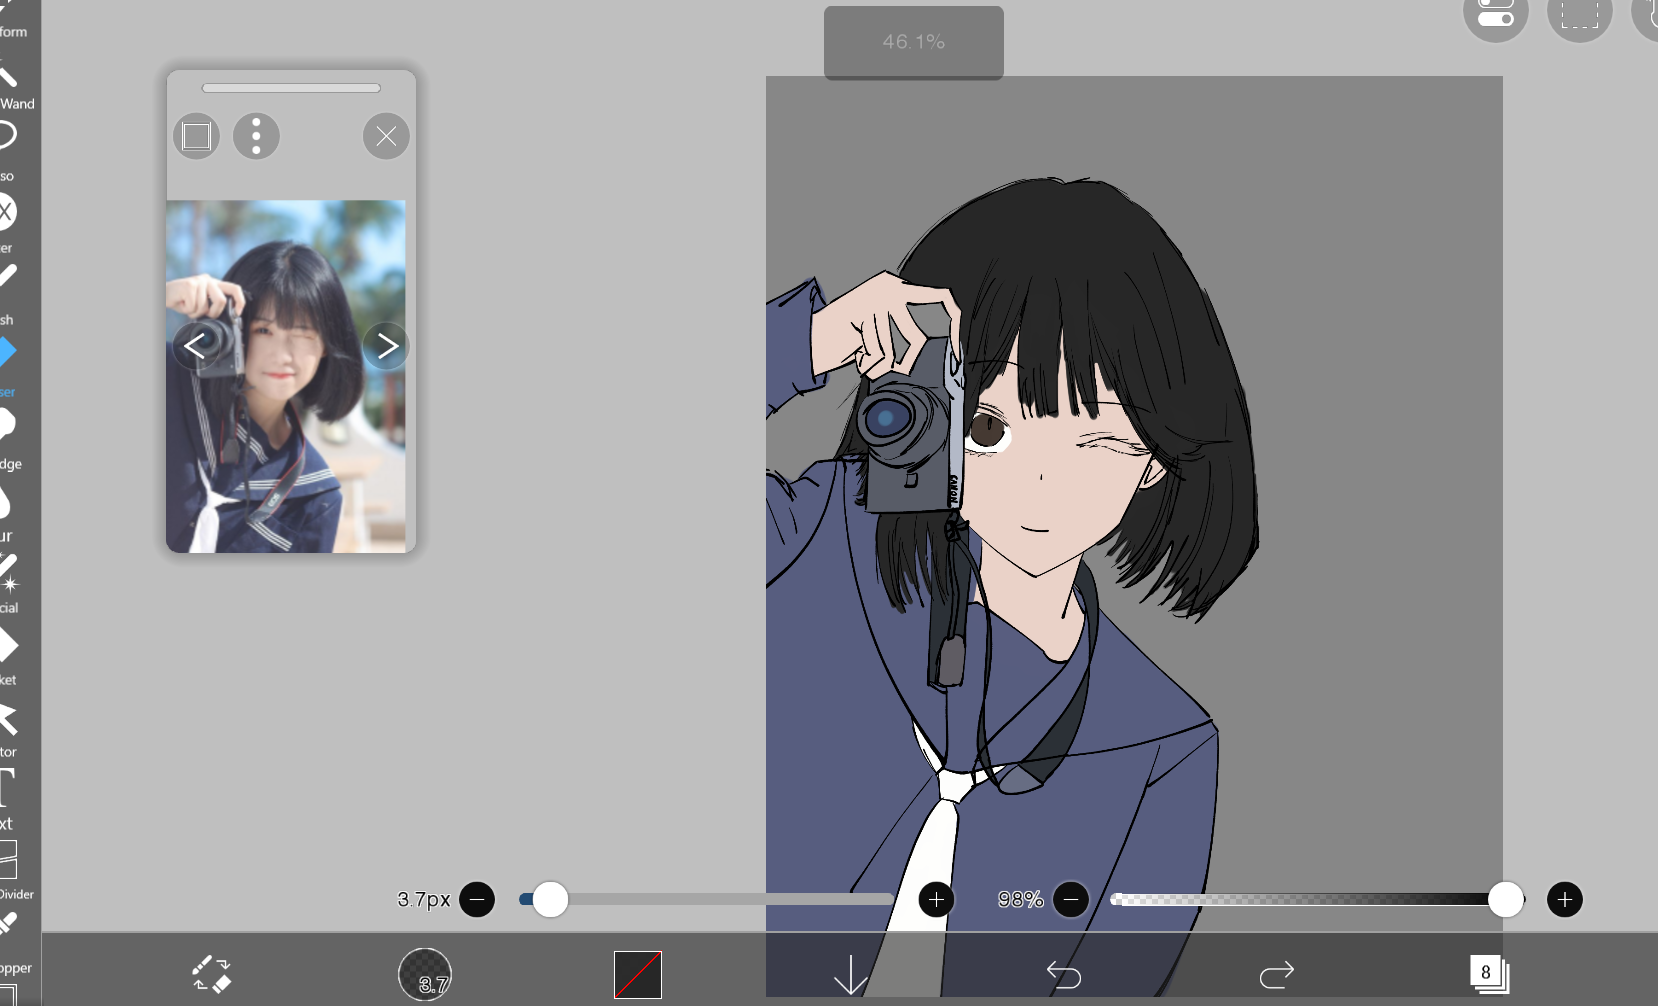 46.1%
form
Wand
so
X
er
sh
ser
dge
ur
cial
ket
tor
T
xt
Divider
opper
CANON
3.7px
98%
3.7
8